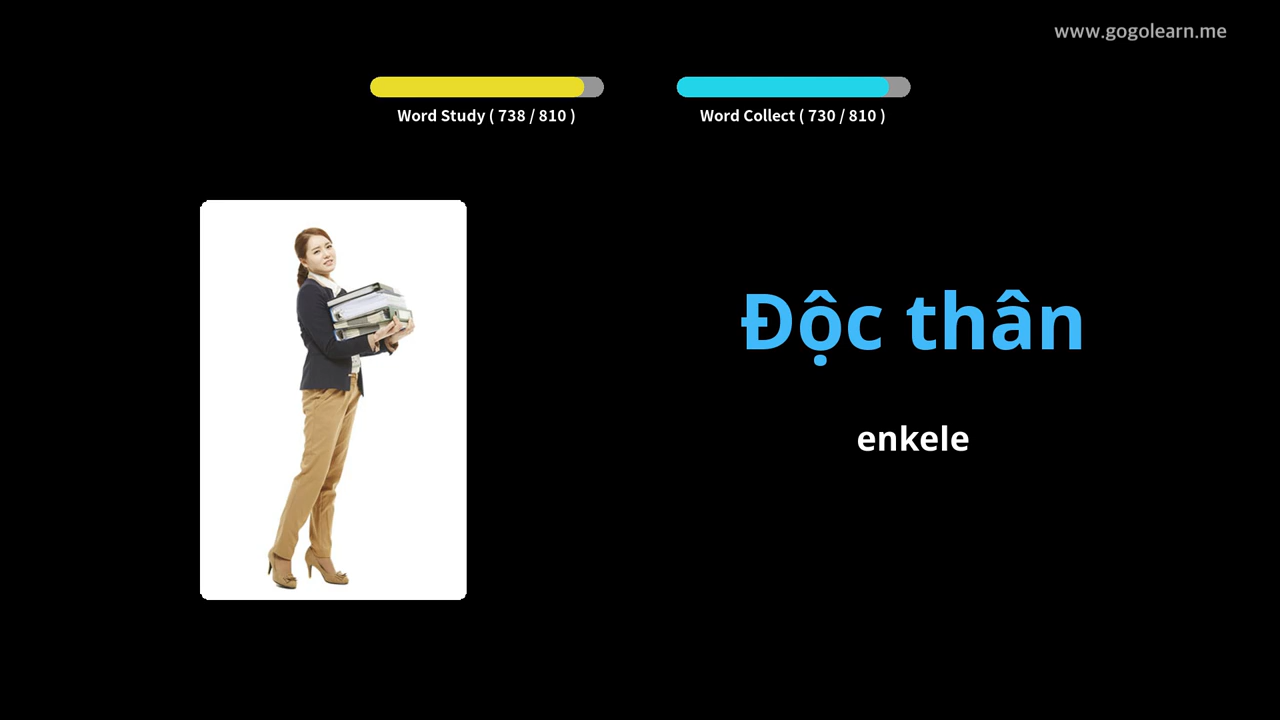 www.gogolearn.me
Word Study ( 738 / 810 )
Word Collect ( 730 / 810 )
Độc thân
enkele